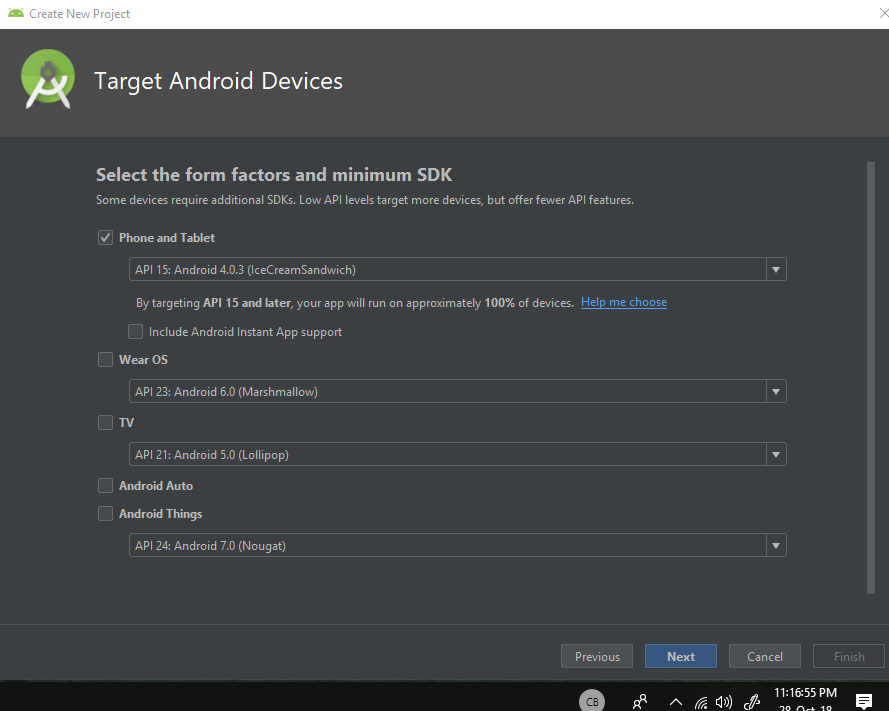 Create New Project
Target Android Devices
Select the form factors and minimum SDK
Some devices require additional SDKs. Low API levels target more devices, but offer fewer API features.
Phone and Tablet
API 15: Android 4.0.3 (IceCreamSandwich)
By targeting API 15 and later, your app will run on approximately 100% of devices. Help me choose
Include Android Instant App support
Wear OS
API 23: Android 6.0 (Marshmallow)
TV
API 21: Android 5.0 (Lollipop)
Android Auto
Android Things
API 24: Android 7.0 (Nougat)
Previous Next Cancel Finish
CB 11:16:55 PM
28-Oct-18